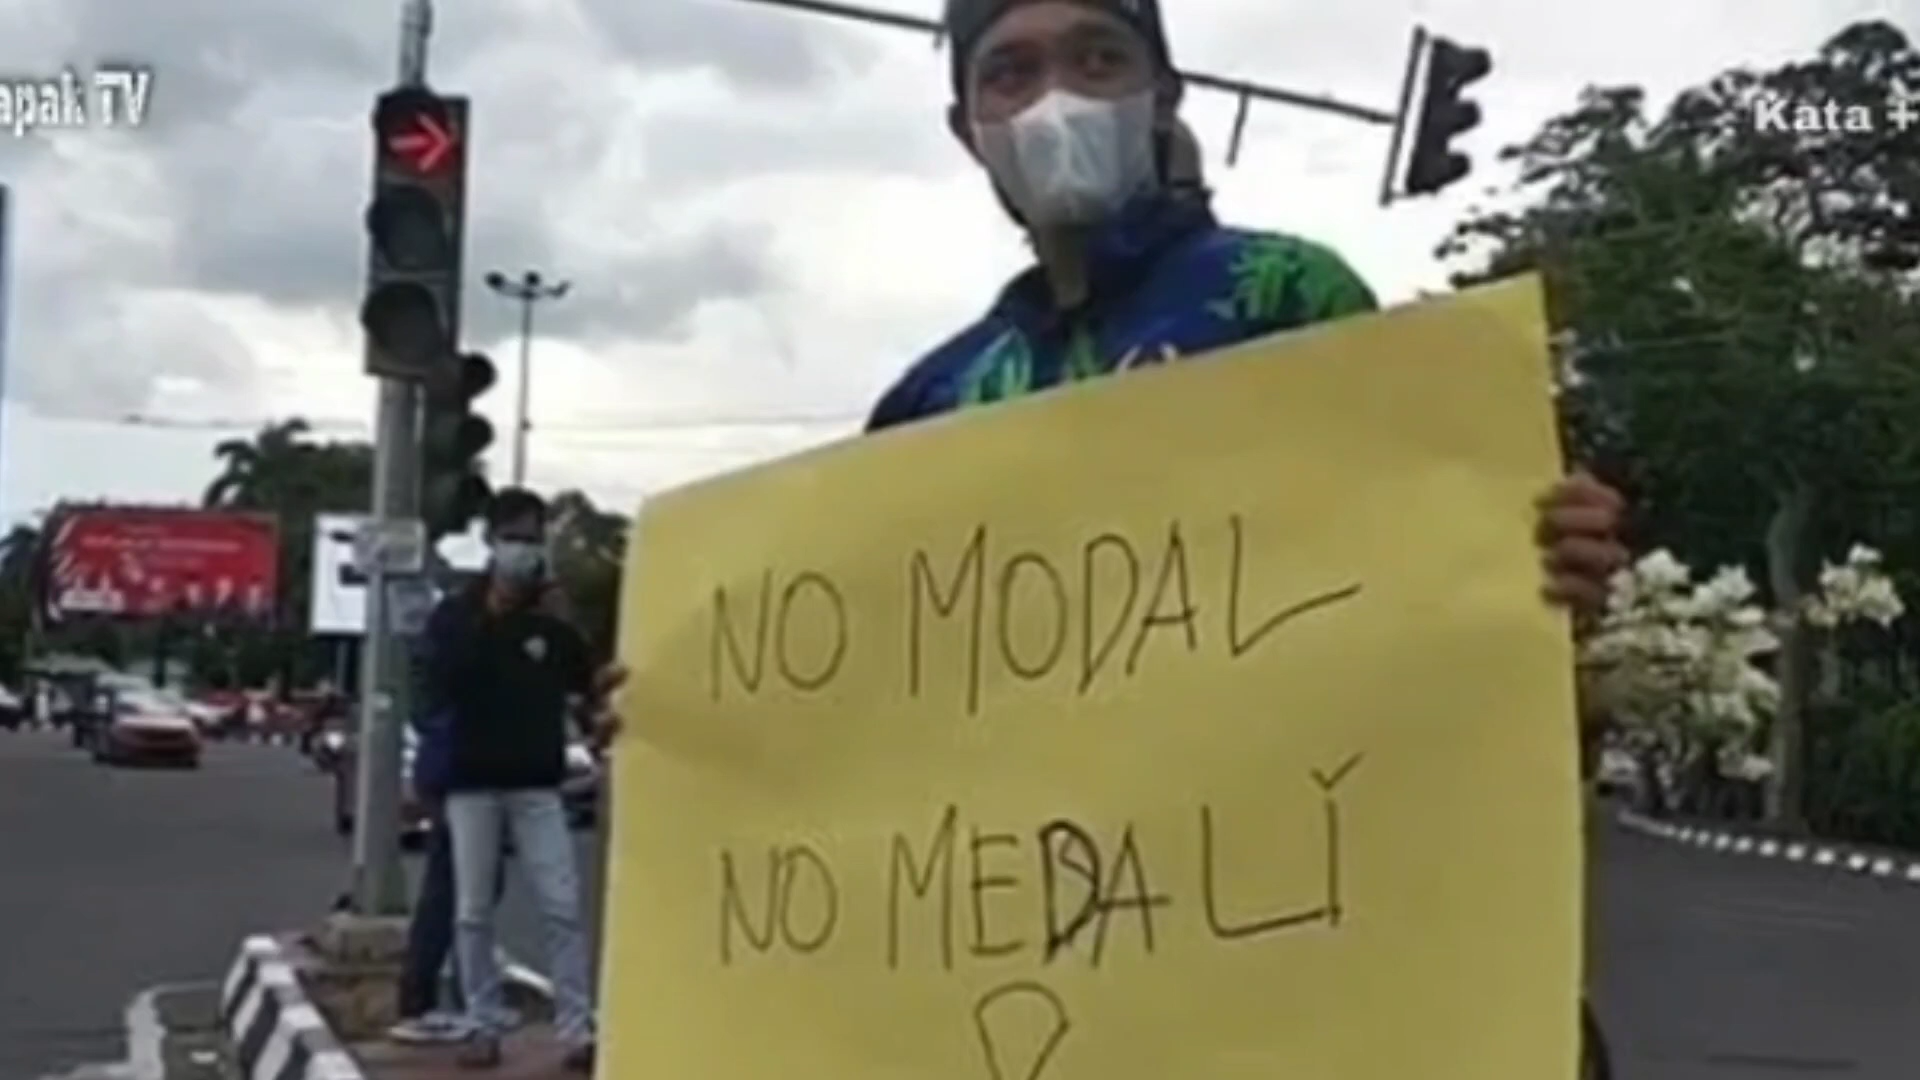 apak TV
Kata +
NO MODAL
NO MEDALI